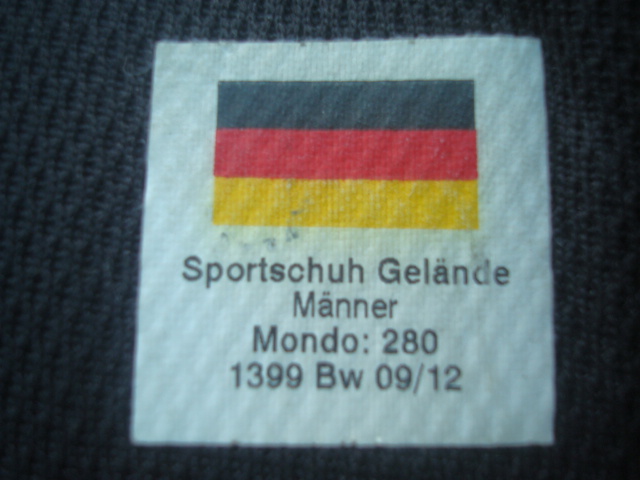 Sportschuh Gelände
Männer
Mondo: 280
1399 Bw 09/12